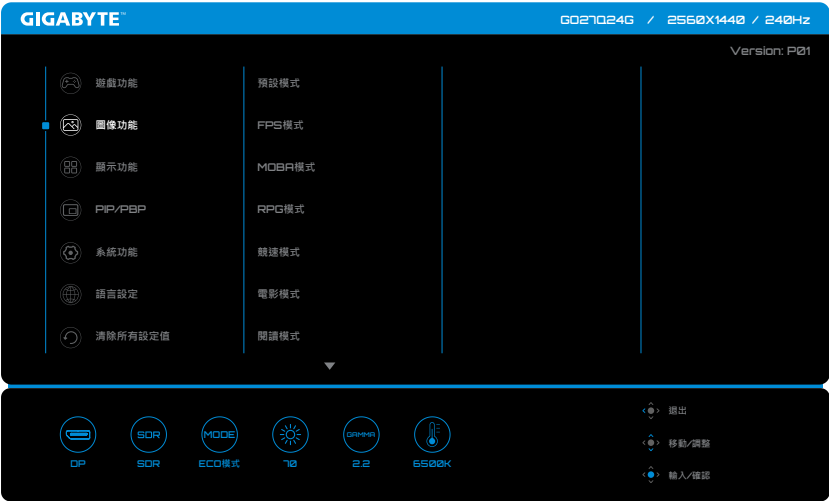 GIGABYTE™ GO27Q24G / 2560X1440 / 240Hz
Version: P01
遊戲功能 預設模式
圖像功能 FPS模式
顯示功能 MOBA模式
PIP/PBP RPG模式
系統功能 競速模式
語言設定 電影模式
清除所有設定值 閱讀模式
退出
SDR MODE GAMMA
移動/調整
DP SDR ECO模式 70 2.2 6500K
輸入/確認